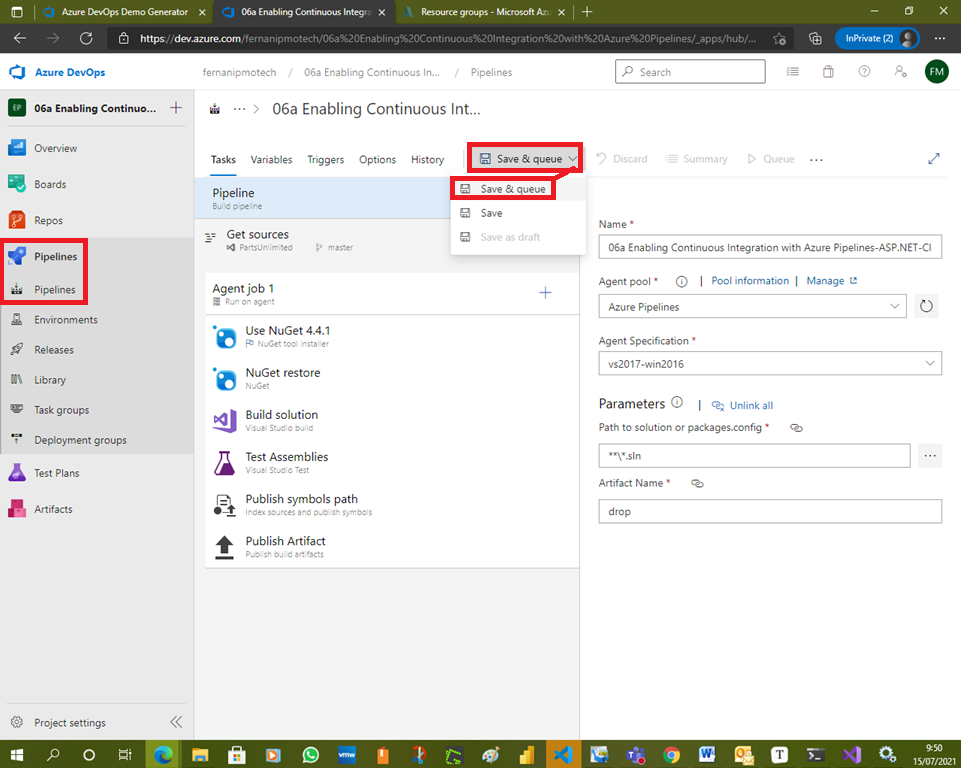 Azure DevOps Demo Generator
06a Enabling Continuous Integra
Resource groups - Microsoft Azu
https://dev.azure.com/fernanipmotech/06a%20Enabling%20Continuous%20Integration%20with%20Azure%20Pipelines/_apps/hub/...
InPrivate (2)
Azure DevOps
fernanipmotech / 06a Enabling Continuous In... / Pipelines
Search
FM
EP
06a Enabling Continuo...
06a Enabling Continuous Int...
Overview
Boards
Repos
Pipelines
Pipelines
Environments
Releases
Library
Task groups
Deployment groups
Test Plans
Artifacts
Project settings
Tasks Variables Triggers Options History
Save & queue
Discard
Summary
Queue
...
Save & queue
Save
Save as draft
Pipeline
Build pipeline
Get sources
PartsUnlimited
master
Agent job 1
Run on agent
Use NuGet 4.4.1
NuGet tool installer
NuGet restore
NuGet
Build solution
Visual Studio build
Test Assemblies
Visual Studio Test
Publish symbols path
Index sources and publish symbols
Publish Artifact
Publish build artifacts
Name *
06a Enabling Continuous Integration with Azure Pipelines-ASP.NET-CI
Agent pool * | Pool information | Manage
Azure Pipelines
Agent Specification *
vs2017-win2016
Parameters | Unlink all
Path to solution or packages.config *
**\*.sln
...
Artifact Name *
drop
vmw
T
9:50
15/07/2021